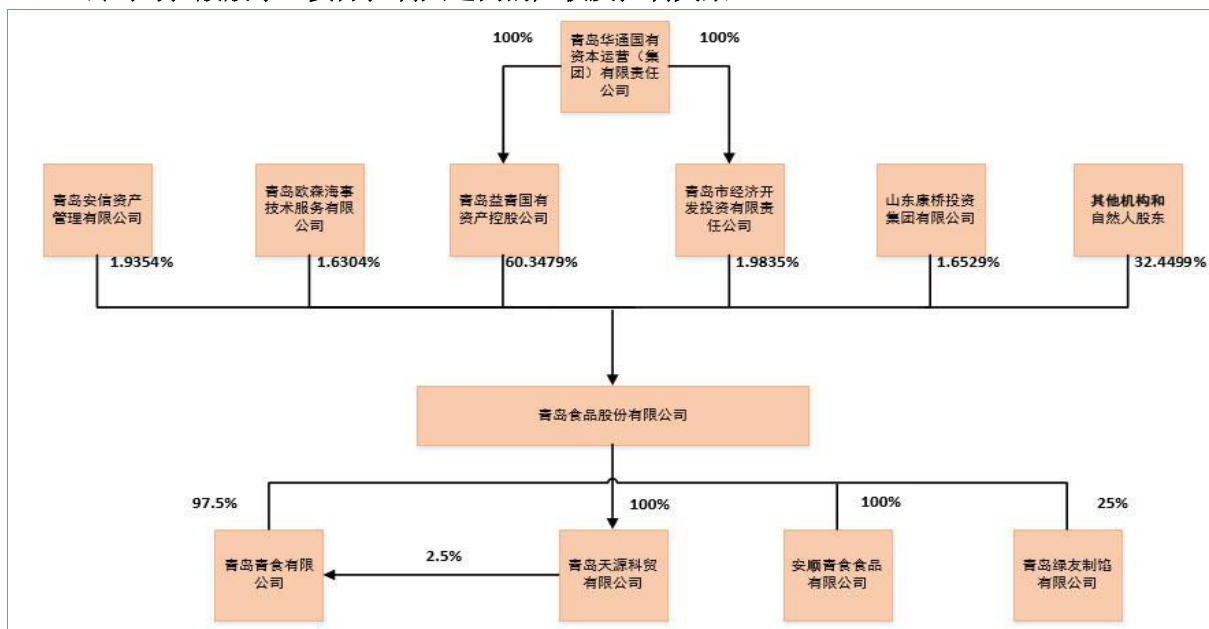 100%
青岛华通国有
资本运营（集
团）有限责任
公司
100%
青岛安信资产
管理有限公司
青岛欧森海事
技术服务有限
公司
青岛益青国有
资产控股公司
青岛市经济开
发投资有限责
任公司
山东康桥投资
集团有限公司
其他机构和
自然人股东
1.9354%
1.6304%
60.3479%
1.9835%
1.6529%
32.4499%
青岛食品股份有限公司
97.5%
100%
100%
25%
青岛青食有限
公司
2.5%
青岛天源科贸
有限公司
安顺青食食品
有限公司
青岛绿友制馅
有限公司